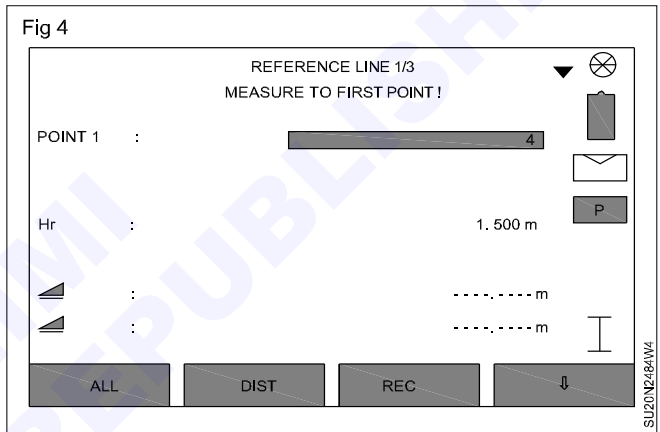 Fig 4
REFERENCE LINE 1/3
MEASURE TO FIRST POINT !
POINT 1 : 4
P
Hr : 1. 500 m
: ----. ---- m
: ----. ---- m
ALL DIST REC ⇩
SU20N2484W4